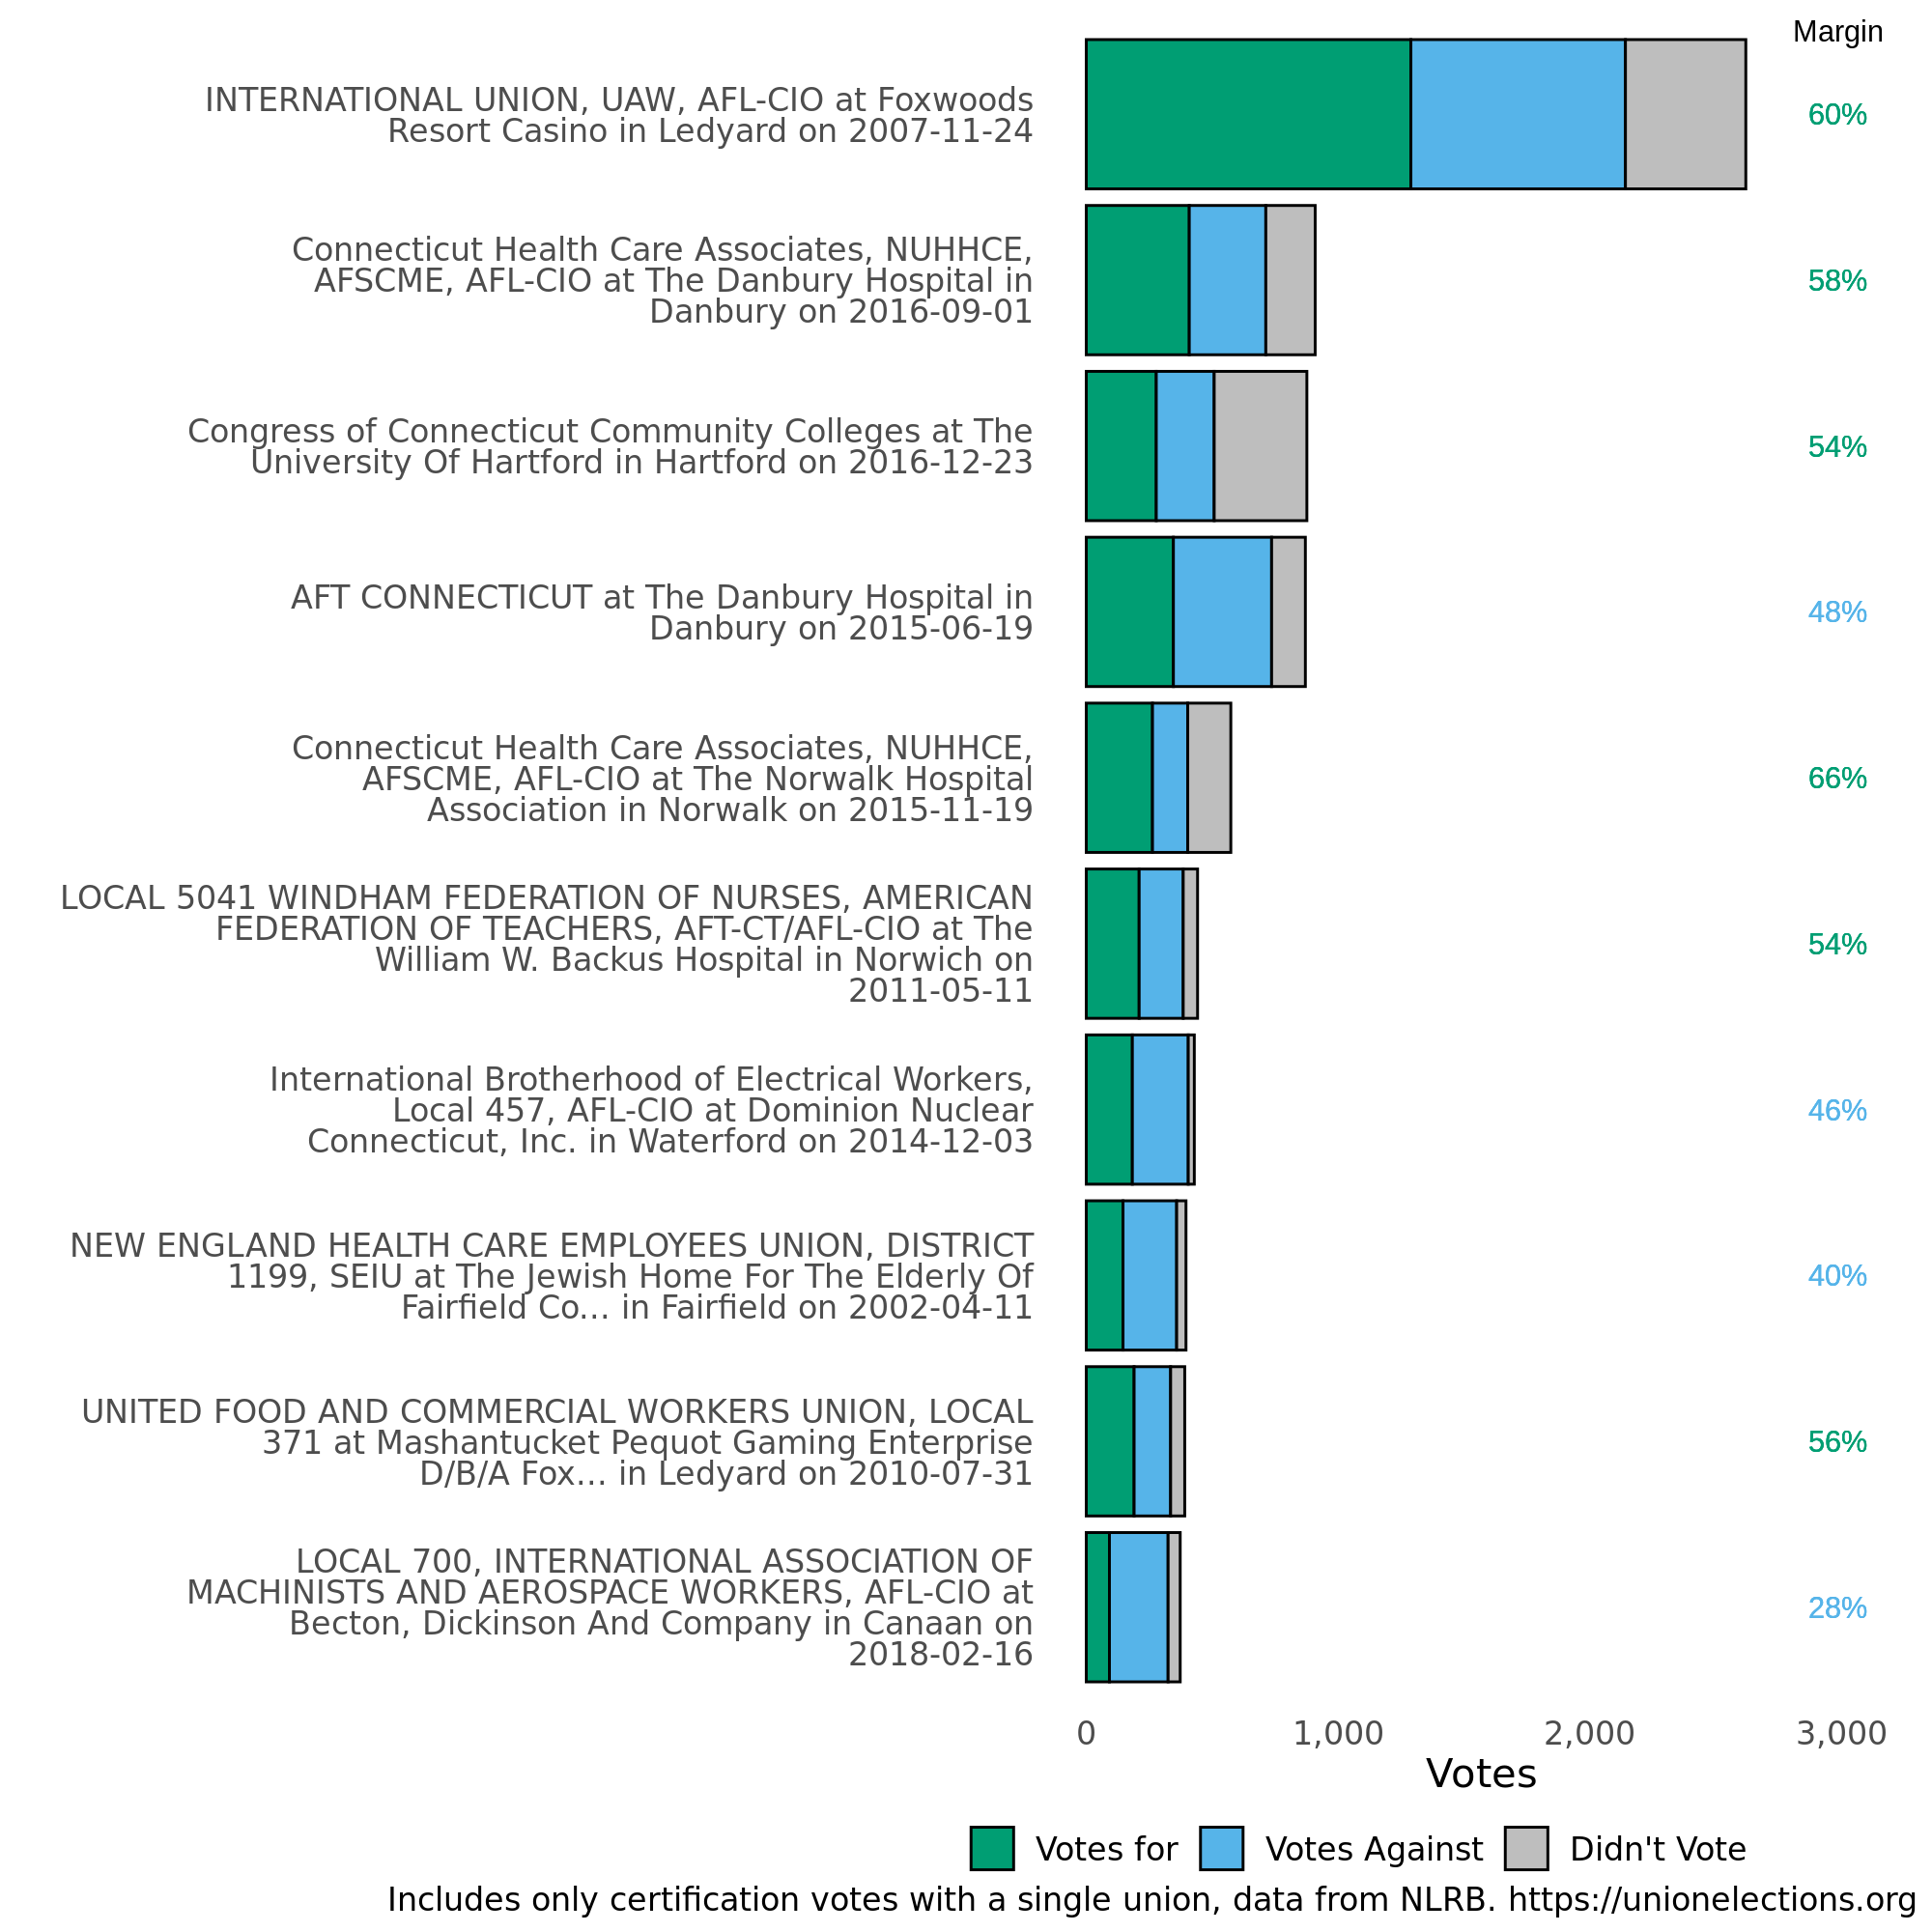 Margin
INTERNATIONAL UNION, UAW, AFL-CIO at Foxwoods
Resort Casino in Ledyard on 2007-11-24
60%
Connecticut Health Care Associates, NUHHCE,
AFSCME, AFL-CIO at The Danbury Hospital in
Danbury on 2016-09-01
58%
Congress of Connecticut Community Colleges at The
University Of Hartford in Hartford on 2016-12-23
54%
AFT CONNECTICUT at The Danbury Hospital in
Danbury on 2015-06-19
48%
Connecticut Health Care Associates, NUHHCE,
AFSCME, AFL-CIO at The Norwalk Hospital
Association in Norwalk on 2015-11-19
66%
LOCAL 5041 WINDHAM FEDERATION OF NURSES, AMERICAN
FEDERATION OF TEACHERS, AFT-CT/AFL-CIO at The
William W. Backus Hospital in Norwich on
2011-05-11
54%
International Brotherhood of Electrical Workers,
Local 457, AFL-CIO at Dominion Nuclear
Connecticut, Inc. in Waterford on 2014-12-03
46%
NEW ENGLAND HEALTH CARE EMPLOYEES UNION, DISTRICT
1199, SEIU at The Jewish Home For The Elderly Of
Fairfield Co... in Fairfield on 2002-04-11
40%
UNITED FOOD AND COMMERCIAL WORKERS UNION, LOCAL
371 at Mashantucket Pequot Gaming Enterprise
D/B/A Fox... in Ledyard on 2010-07-31
56%
LOCAL 700, INTERNATIONAL ASSOCIATION OF
MACHINISTS AND AEROSPACE WORKERS, AFL-CIO at
Becton, Dickinson And Company in Canaan on
2018-02-16
28%
0 1,000 2,000 3,000
Votes
Votes for Votes Against Didn't Vote
Includes only certification votes with a single union, data from NLRB. https://unionelections.org